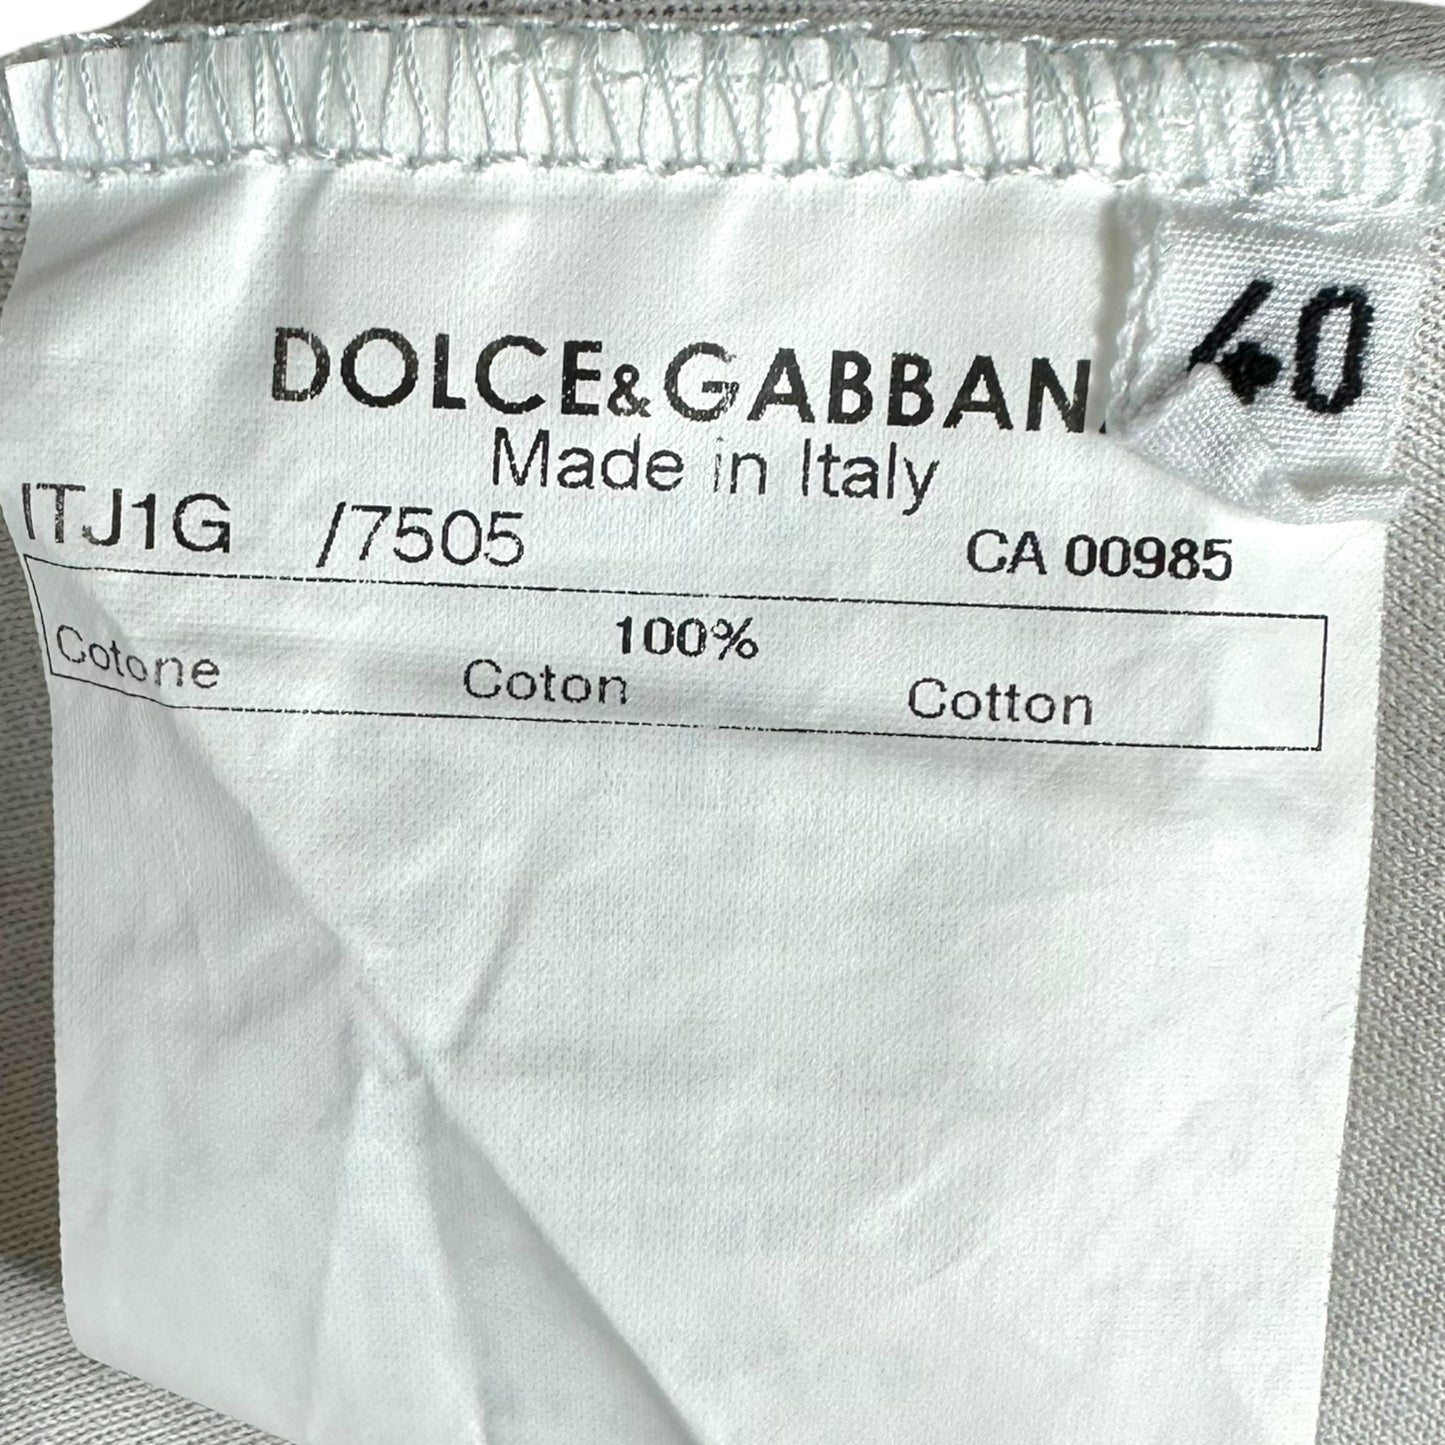 40
DOLCE&GABBAN
Made in Italy
ITJ1G /7505
CA 00985
100%
Cotone Coton Cotton